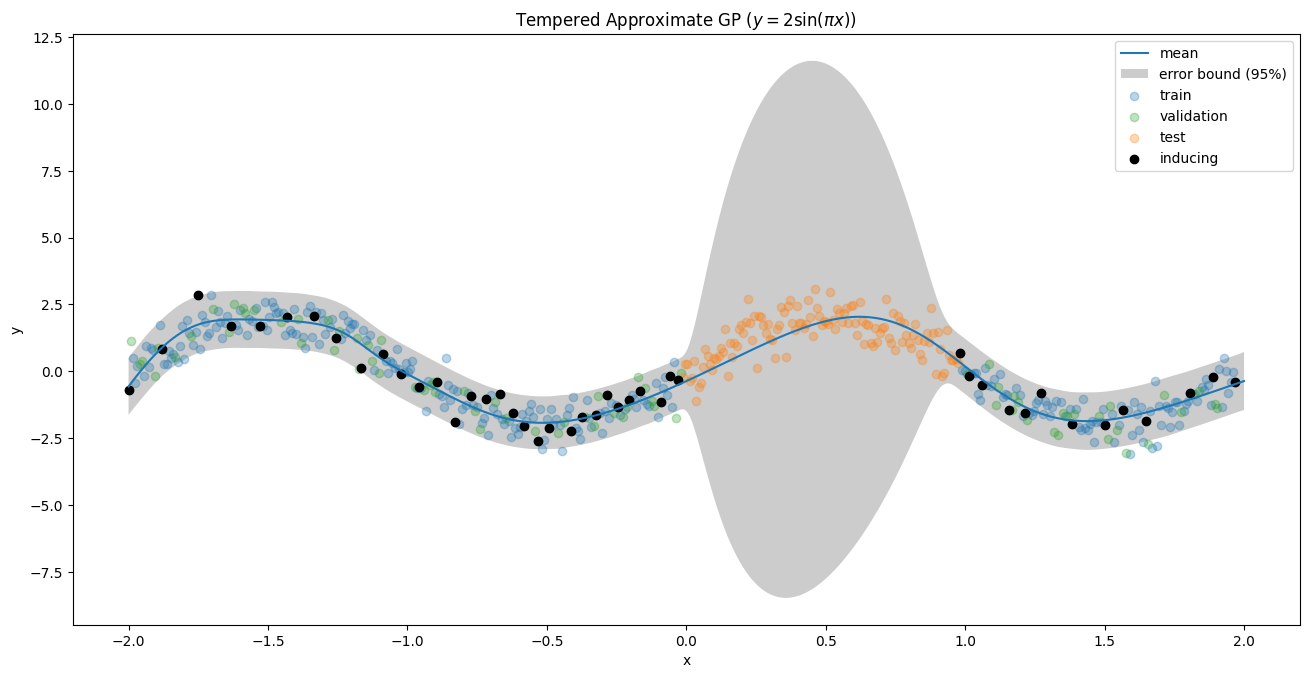 Tempered Approximate GP (y = 2sin(πx))
mean
error bound (95%)
train
validation
test
inducing
12.5
10.0
7.5
5.0
2.5
0.0
−2.5
−5.0
−7.5
y
−2.0 −1.5 −1.0 −0.5 0.0 0.5 1.0 1.5 2.0
x